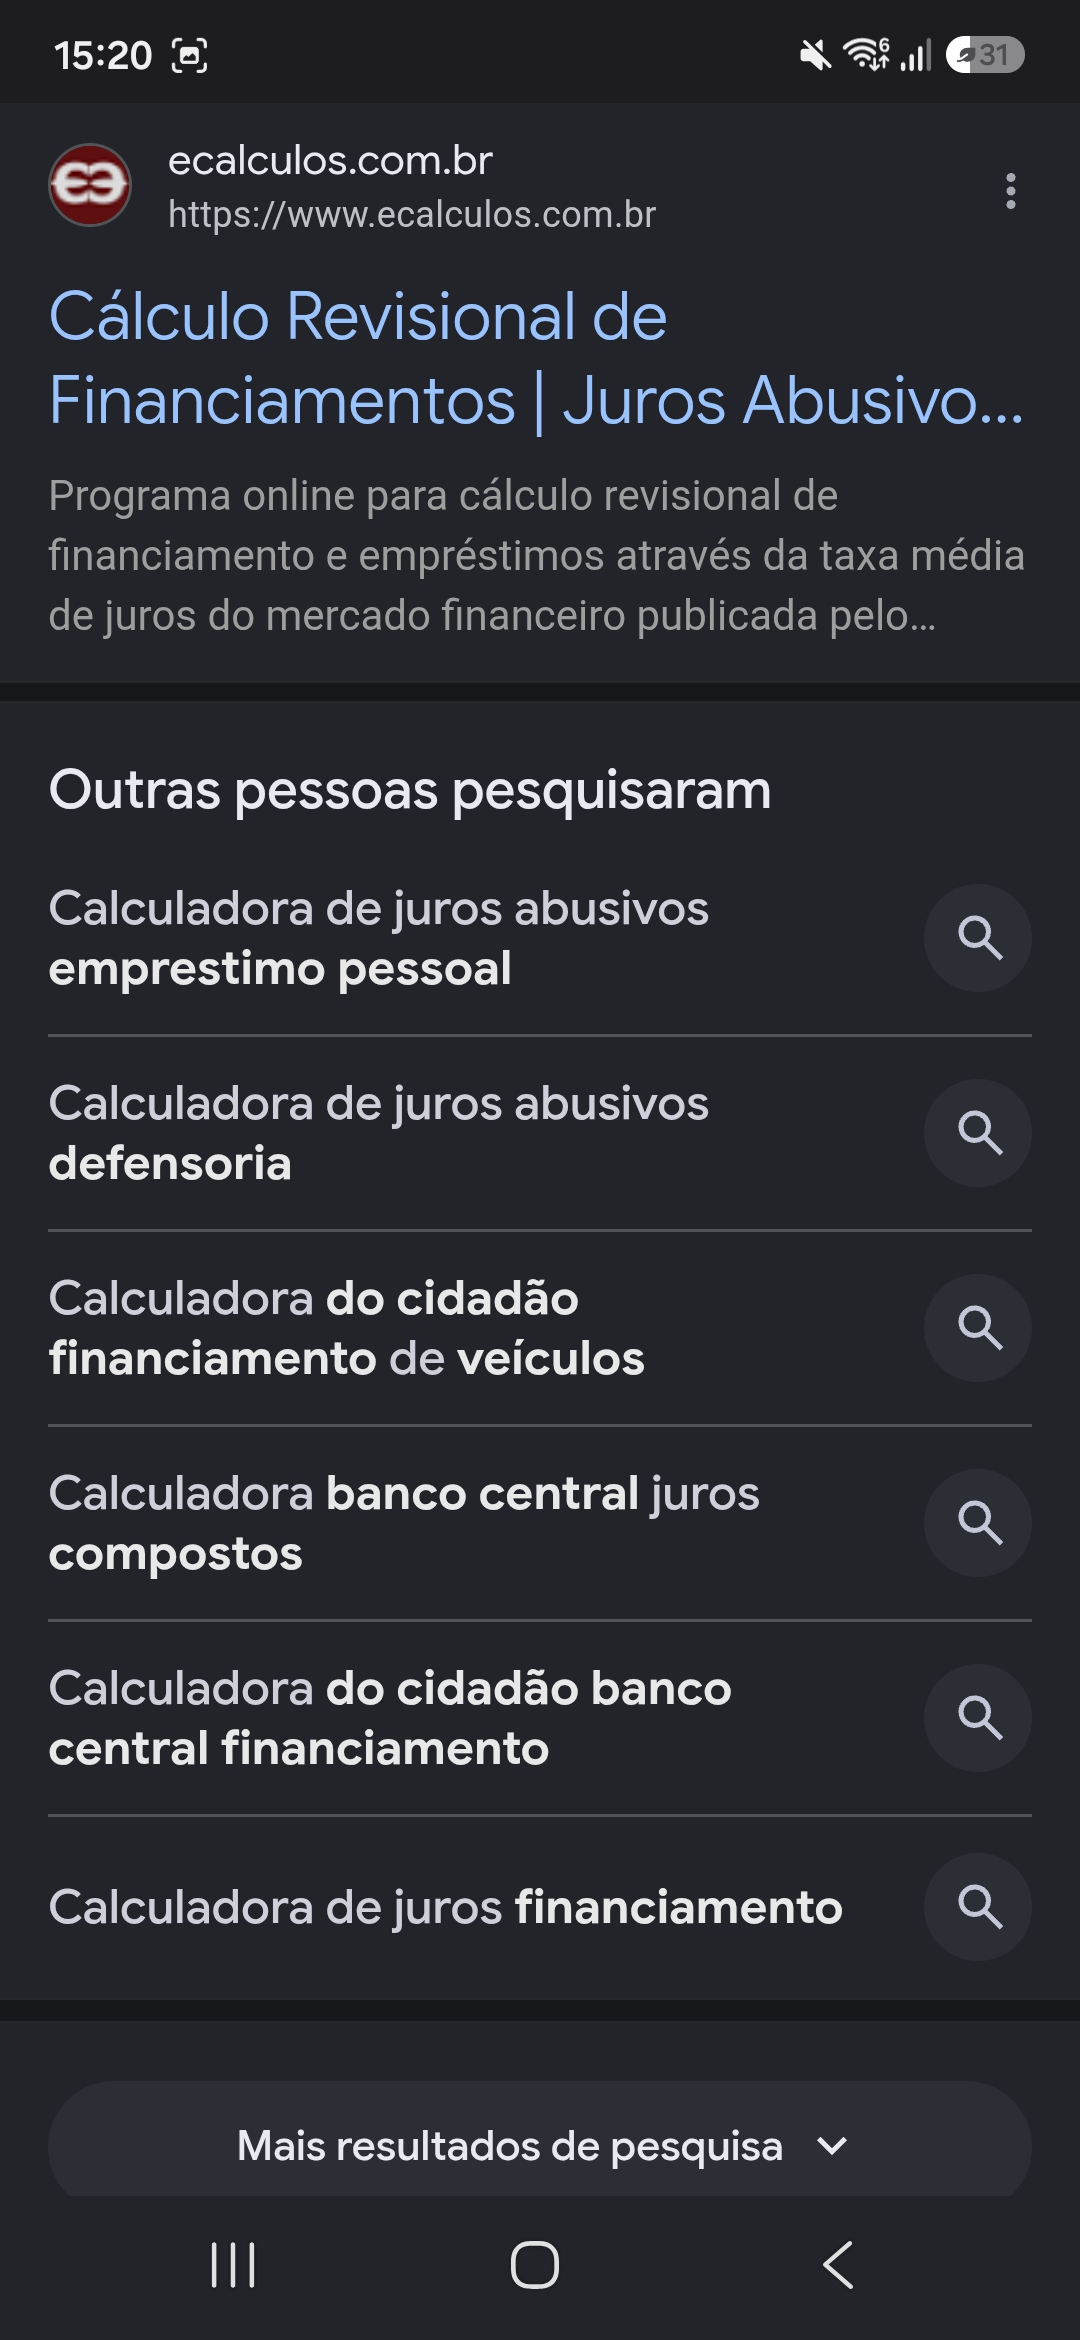 15:20
6
31
ecalculos.com.br
https://www.ecalculos.com.br
Cálculo Revisional de
Financiamentos | Juros Abusivo...
Programa online para cálculo revisional de
financiamento e empréstimos através da taxa média
de juros do mercado financeiro publicada pelo...
Outras pessoas pesquisaram
Calculadora de juros abusivos
emprestimo pessoal
Calculadora de juros abusivos
defensoria
Calculadora do cidadão
financiamento de veículos
Calculadora banco central juros
compostos
Calculadora do cidadão banco
central financiamento
Calculadora de juros financiamento
Mais resultados de pesquisa